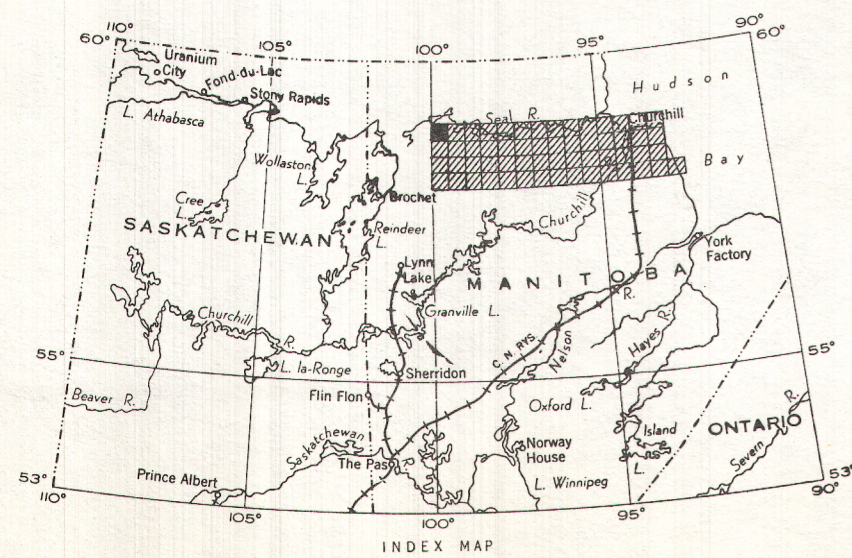 110°
60°
105°
100°
95°
90°
60°
Uranium
City
Fond-du-Lac
Stony Rapids
L. Athabasca
Hudson
Seal R.
Churchill
Bay
Wollaston
L.
Cree
L.
Brochet
SASKATCHEWAN
Reindeer
L.
Churchill
York
Factory
Lynn
Lake
MANITOBA
R.
Granville L.
Churchill
R.
C. N. RYS.
Nelson
Hayes R.
55°
55°
L. la-Ronge
Sherridon
Beaver R.
Flin Flon
Oxford L.
Island
L.
ONTARIO
Severn
R.
Saskatchewan
R.
The Pas
Norway
House
L. Winnipeg
Prince Albert
53°
110°
105°
100°
95°
53°
90°
INDEX MAP